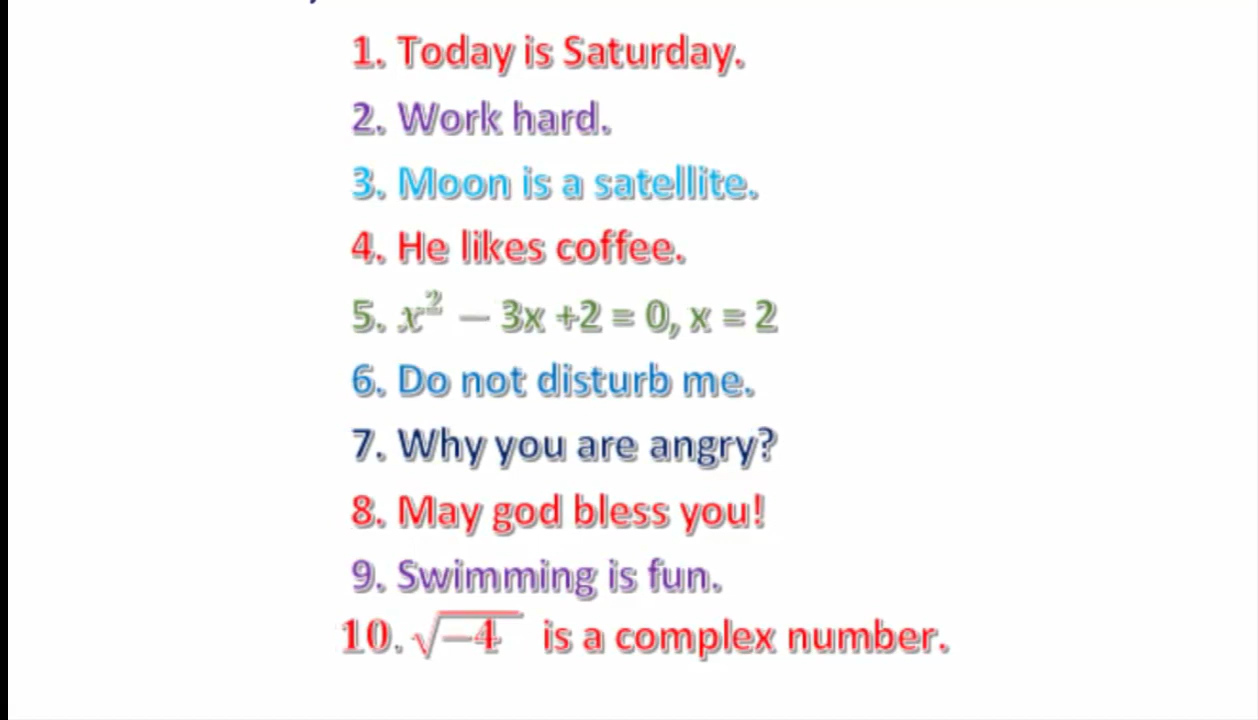 1. Today is Saturday.
2. Work hard.
3. Moon is a satellite.
4. He likes coffee.
5. x² – 3x +2 = 0, x = 2
6. Do not disturb me.
7. Why you are angry?
8. May god bless you!
9. Swimming is fun.
10. √−4 is a complex number.